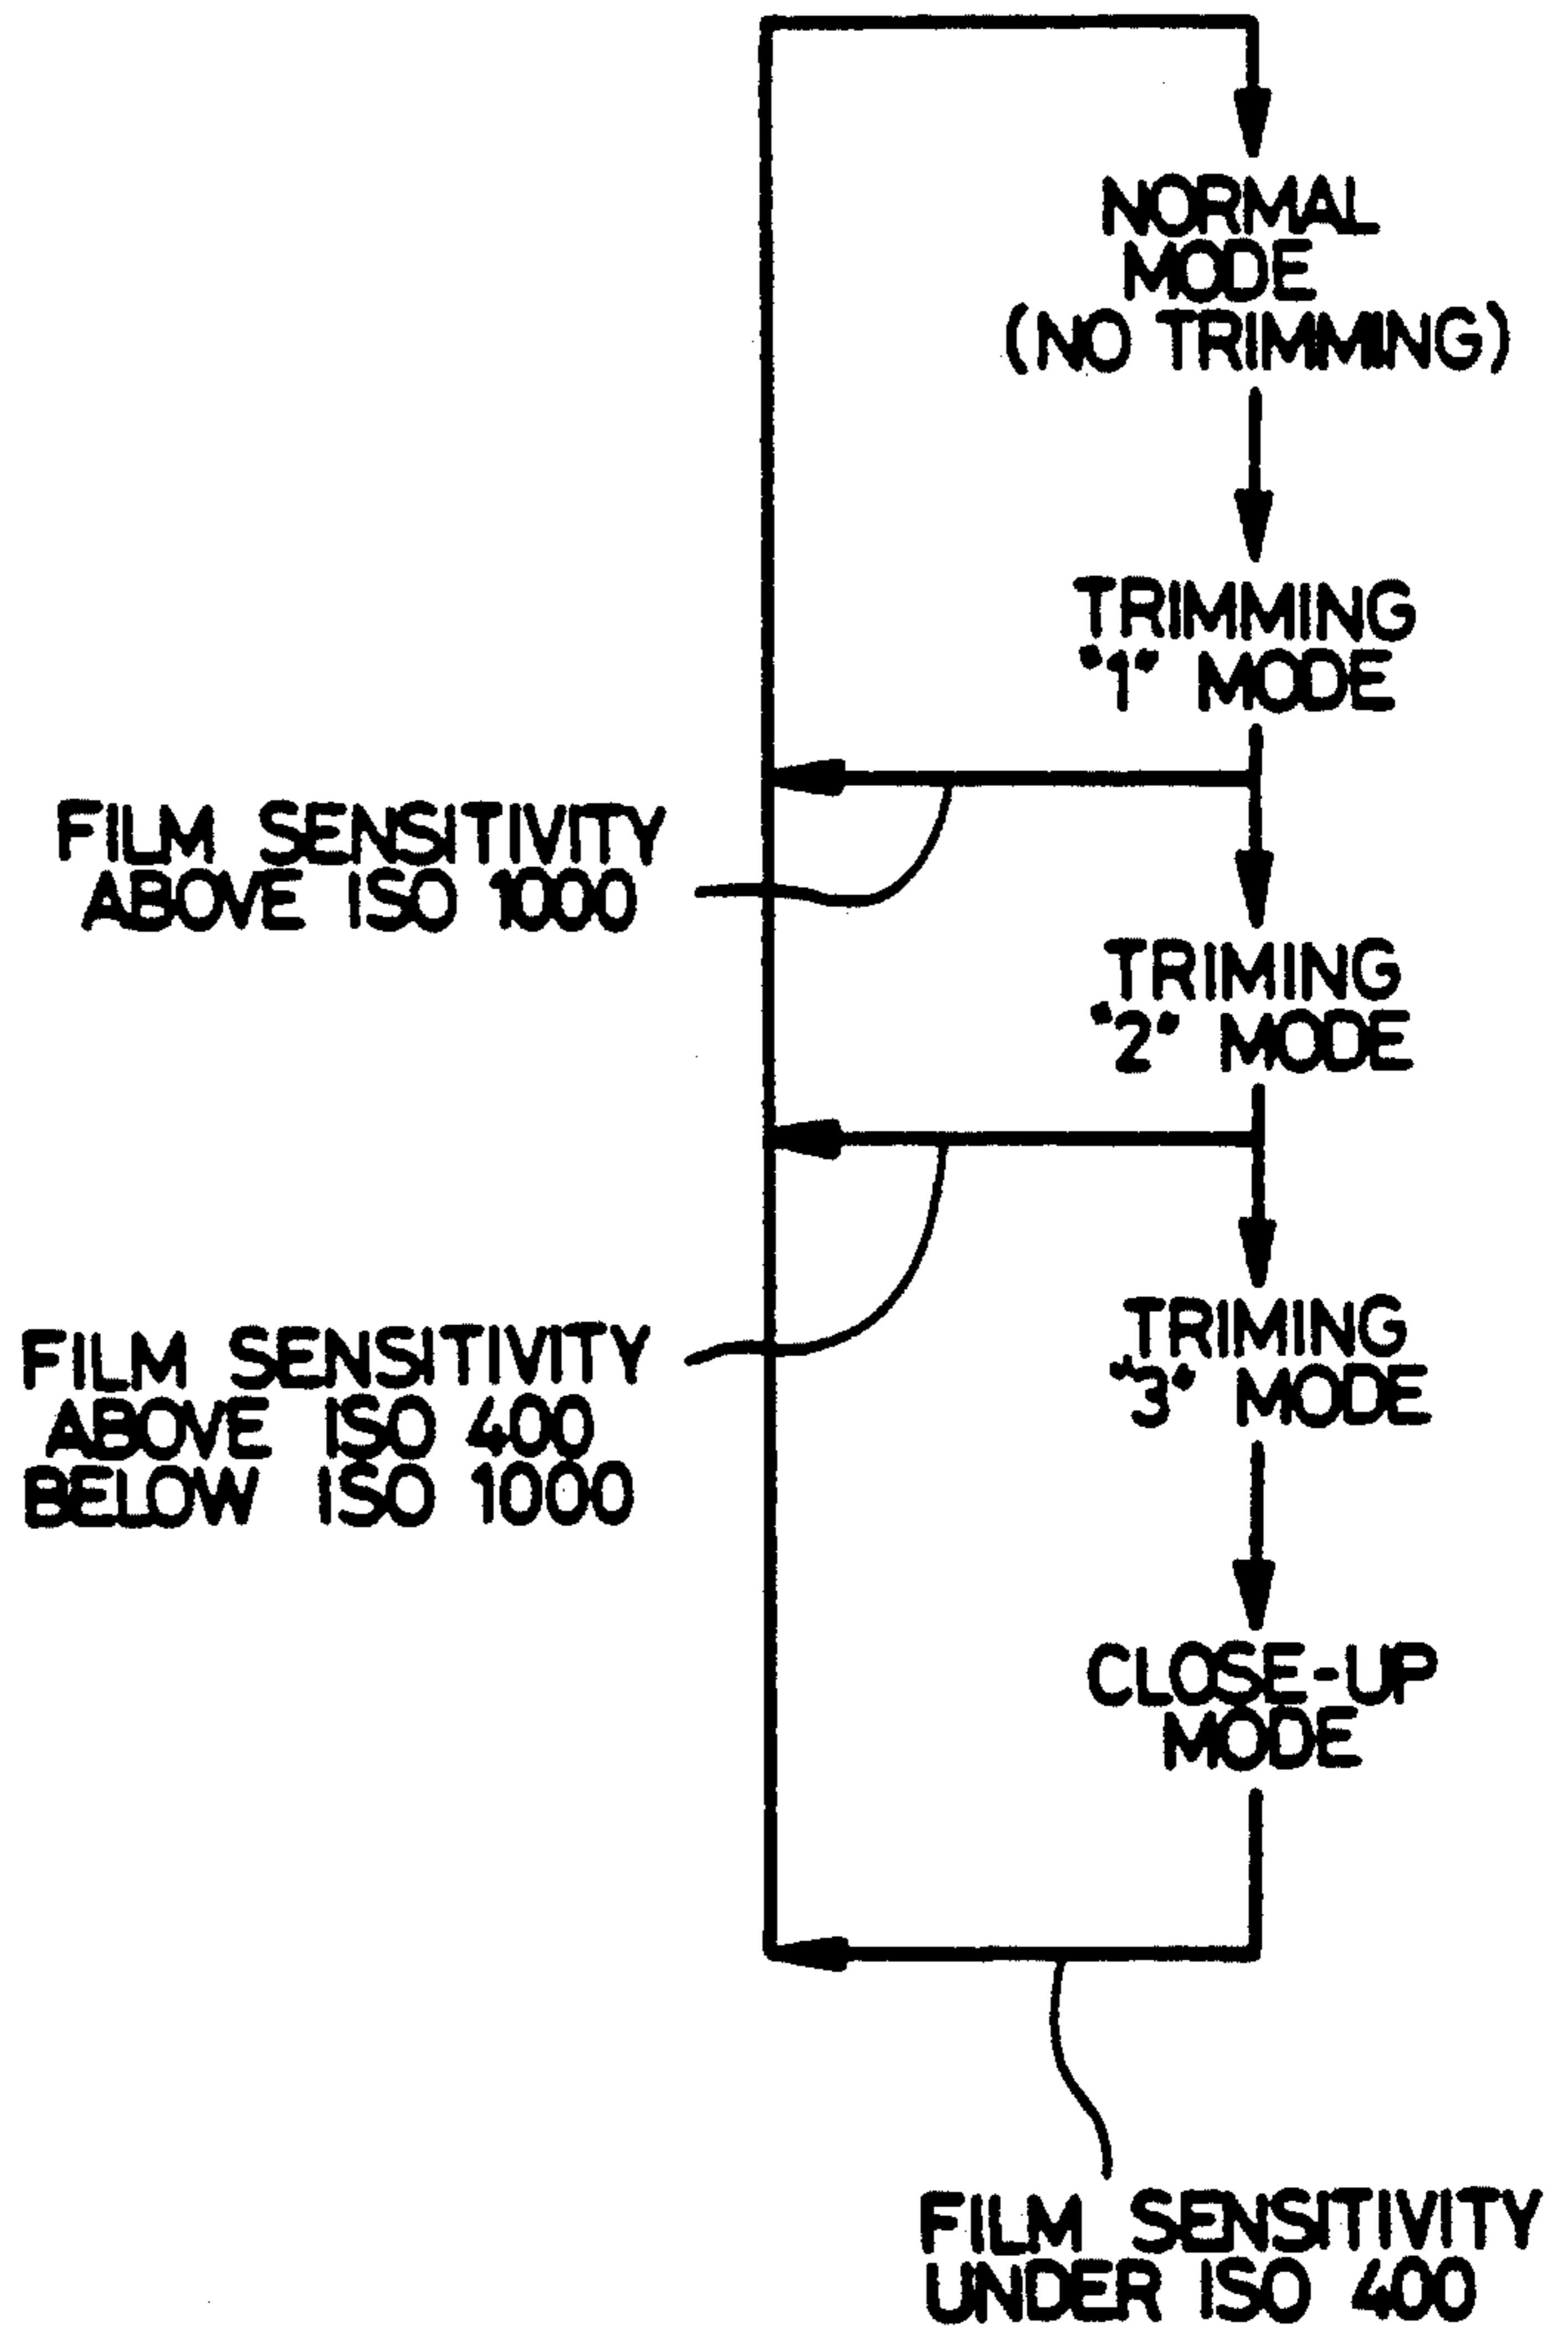 NORMAL
MODE
(NO TRIMMING)
TRIMMING
"1" MODE
FILM SENSITIVITY
ABOVE ISO 1000
TRIMING
"2" MODE
FILM SENSITIVITY
ABOVE ISO 400
BELOW ISO 1000
TRIMING
"3" MODE
CLOSE-UP
MODE
FILM SENSITIVITY
UNDER ISO 400